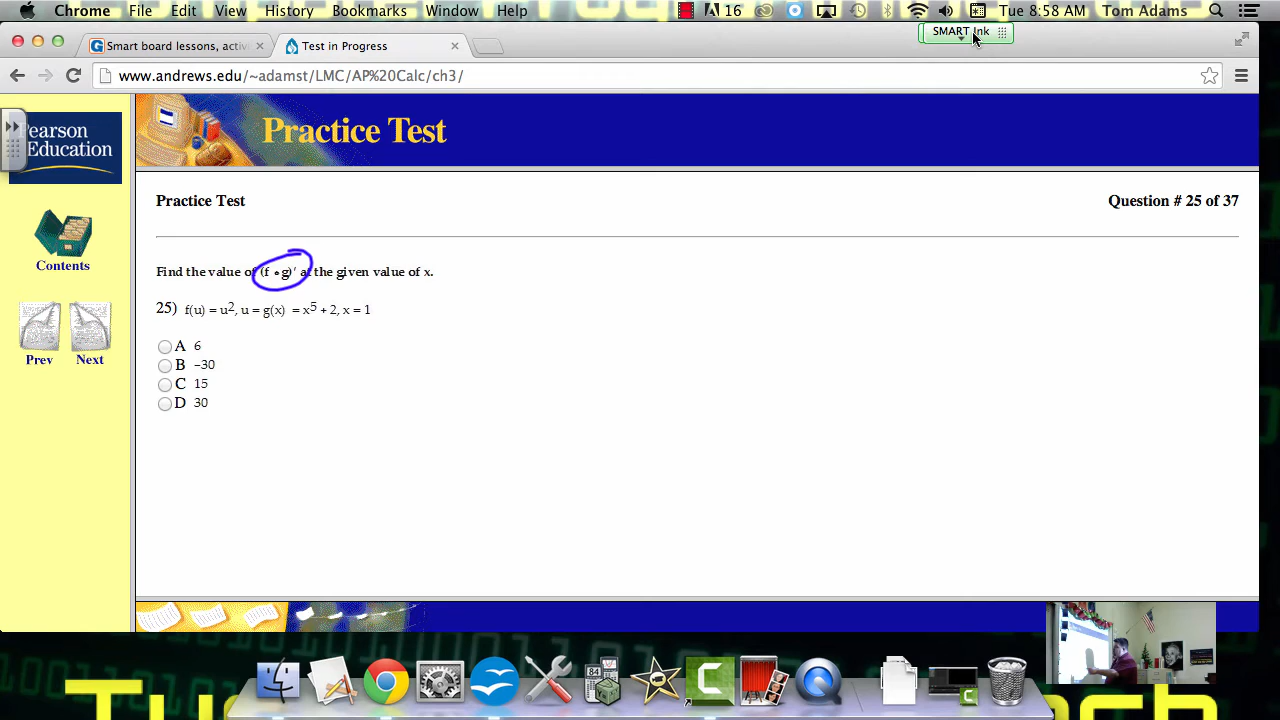 Chrome File Edit View History Bookmarks Window Help 16 Tue 8:58 AM Tom Adams
SMART Ink
Smart board lessons, activ
Test in Progress
www.andrews.edu/~adamst/LMC/AP%20Calc/ch3/
Pearson
Education
Practice Test
Practice Test
Question # 25 of 37
Contents
Find the value of (f ∘ g)′ at the given value of x.
25) f(u) = u², u = g(x) = x⁵ + 2, x = 1
A 6
B −30
C 15
D 30
Prev
Next